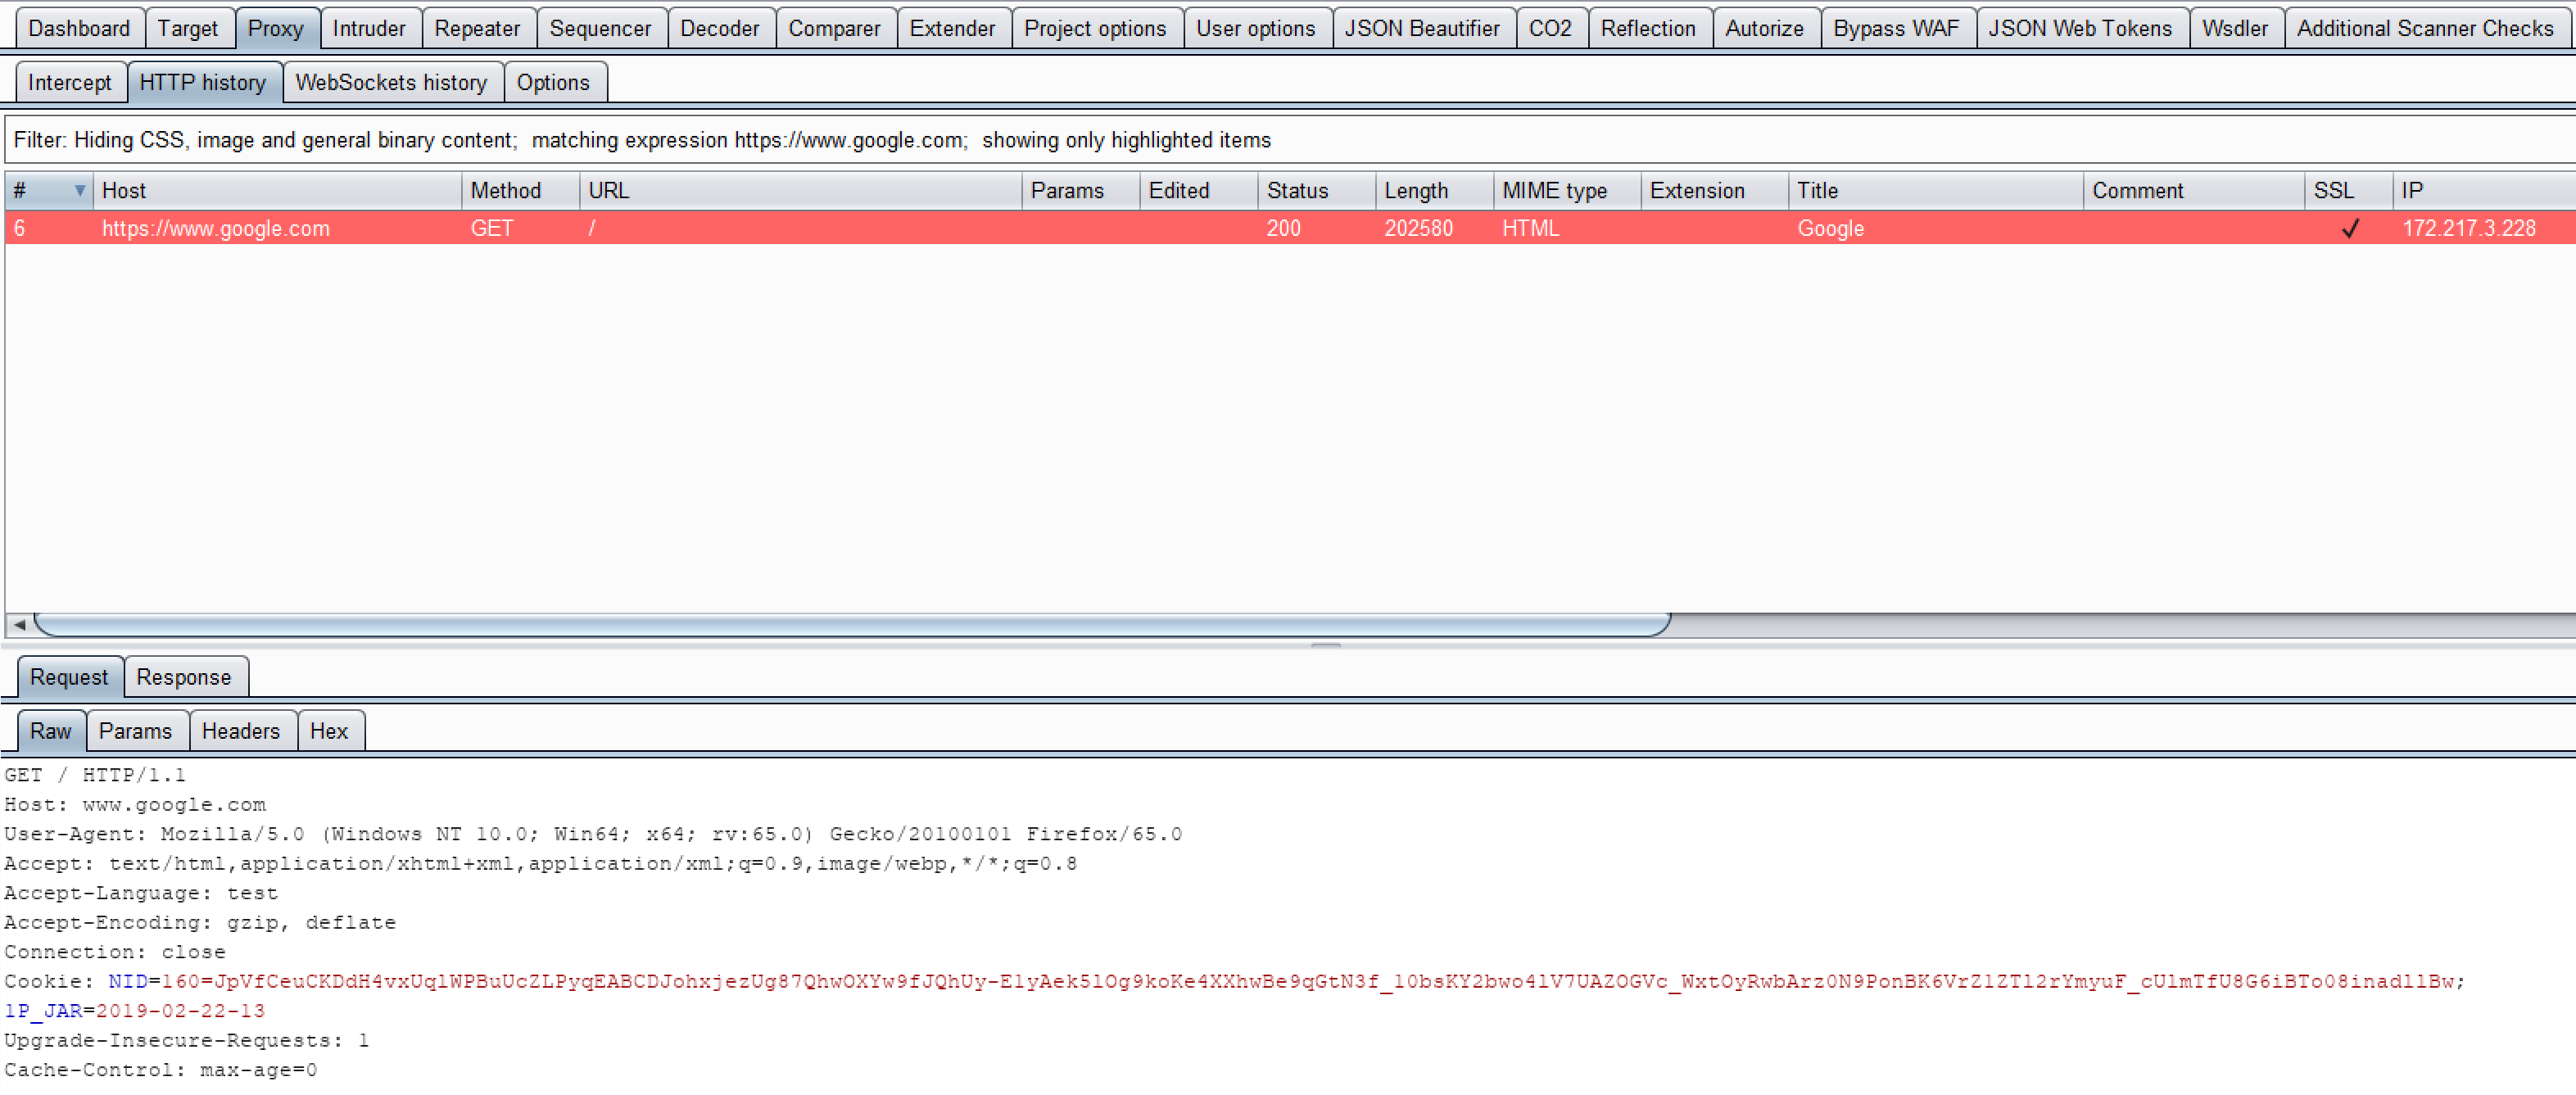 Dashboard Target Proxy Intruder Repeater Sequencer Decoder Comparer Extender Project options User options JSON Beautifier CO2 Reflection Autorize Bypass WAF JSON Web Tokens Wsdler Additional Scanner Checks
Intercept HTTP history WebSockets history Options
Filter: Hiding CSS, image and general binary content; matching expression https://www.google.com; showing only highlighted items
# Host Method URL Params Edited Status Length MIME type Extension Title Comment SSL IP
6 https://www.google.com GET / 200 202580 HTML Google ✓ 172.217.3.228
Request Response
Raw Params Headers Hex
GET / HTTP/1.1
Host: www.google.com
User-Agent: Mozilla/5.0 (Windows NT 10.0; Win64; x64; rv:65.0) Gecko/20100101 Firefox/65.0
Accept: text/html,application/xhtml+xml,application/xml;q=0.9,image/webp,*/*;q=0.8
Accept-Language: test
Accept-Encoding: gzip, deflate
Connection: close
Cookie: NID=160=JpVfCeuCKDdH4vxUqlWPBuUcZLPyqEABCDJohxjezUg87QhwOXYw9fJQhUy-ElyAek5lOg9koKe4XXhwBe9qGtN3f_l0bsKY2bwo4lV7UAZOGVc_WxtOyRwbArz0N9PonBK6VrZlZTl2rYmyuF_cUlmTfU8G6iBTo08inadllBw;
1P_JAR=2019-02-22-13
Upgrade-Insecure-Requests: 1
Cache-Control: max-age=0